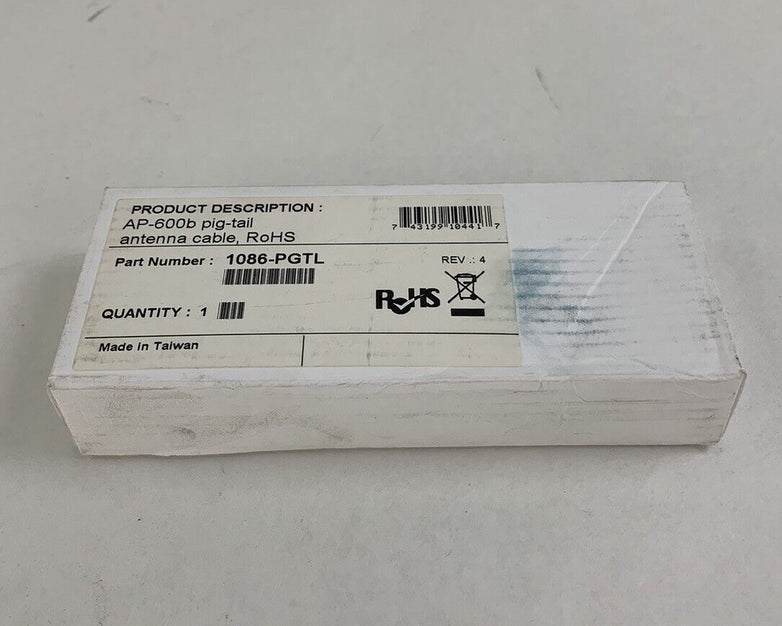 PRODUCT DESCRIPTION :
AP-600b pig-tail
antenna cable, RoHS
7 43199 10441 7
Part Number : 1086-PGTL
REV .: 4
RoHS
QUANTITY : 1
Made in Taiwan